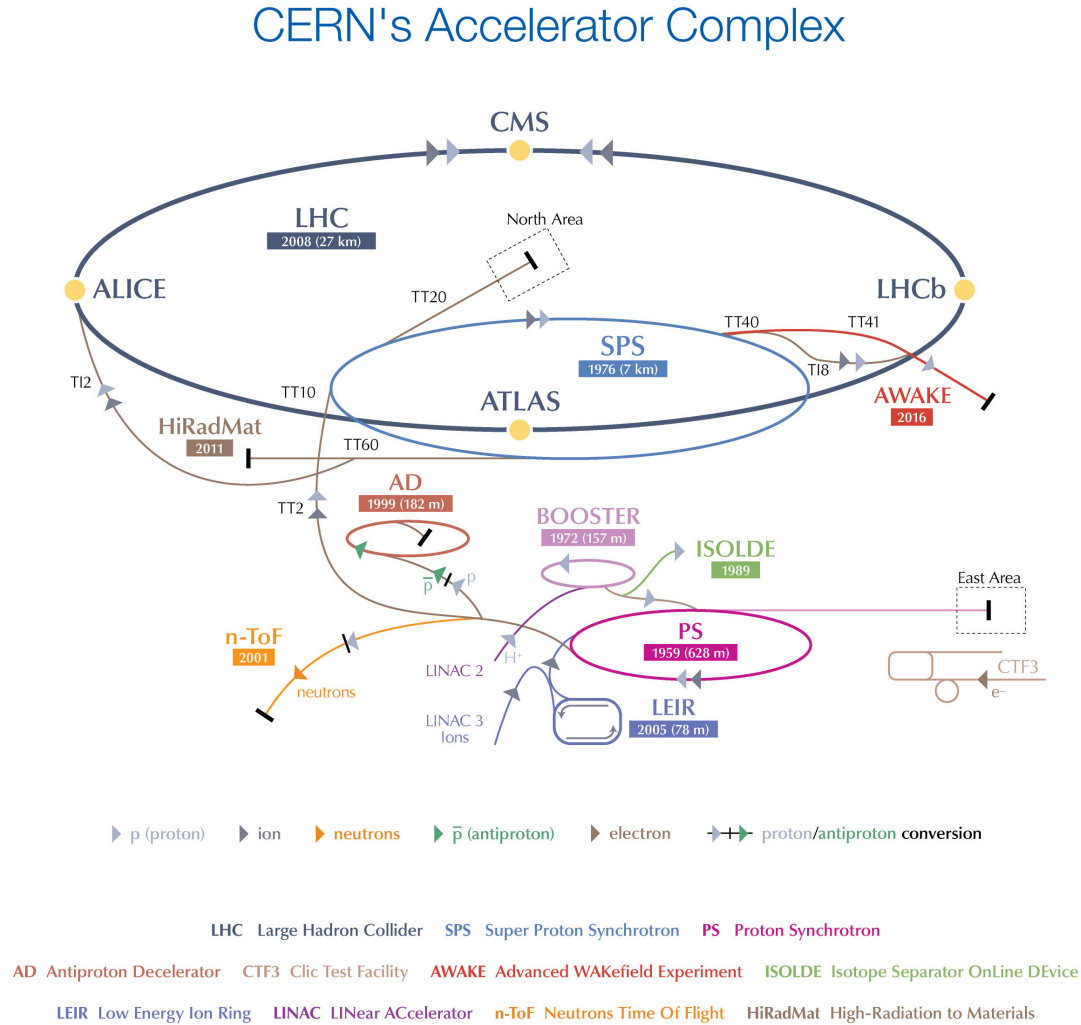 CERN's Accelerator Complex
CMS
North Area
LHC
2008 (27 km)
ALICE
LHCb
TT20
TT40
TT41
SPS
1976 (7 km)
TI8
TI2
TT10
ATLAS
AWAKE
2016
HiRadMat
2011
TT60
AD
1999 (182 m)
TT2
BOOSTER
1972 (157 m)
ISOLDE
1989
p̅
p
East Area
n-ToF
2001
PS
1959 (628 m)
H⁺
LINAC 2
neutrons
CTF3
e⁻
LEIR
2005 (78 m)
LINAC 3
Ions
p (proton) ion neutrons p̅ (antiproton) electron proton/antiproton conversion
LHC Large Hadron Collider SPS Super Proton Synchrotron PS Proton Synchrotron
AD Antiproton Decelerator CTF3 Clic Test Facility AWAKE Advanced WAKefield Experiment ISOLDE Isotope Separator OnLine DEvice
LEIR Low Energy Ion Ring LINAC LINear ACcelerator n-ToF Neutrons Time Of Flight HiRadMat High-Radiation to Materials